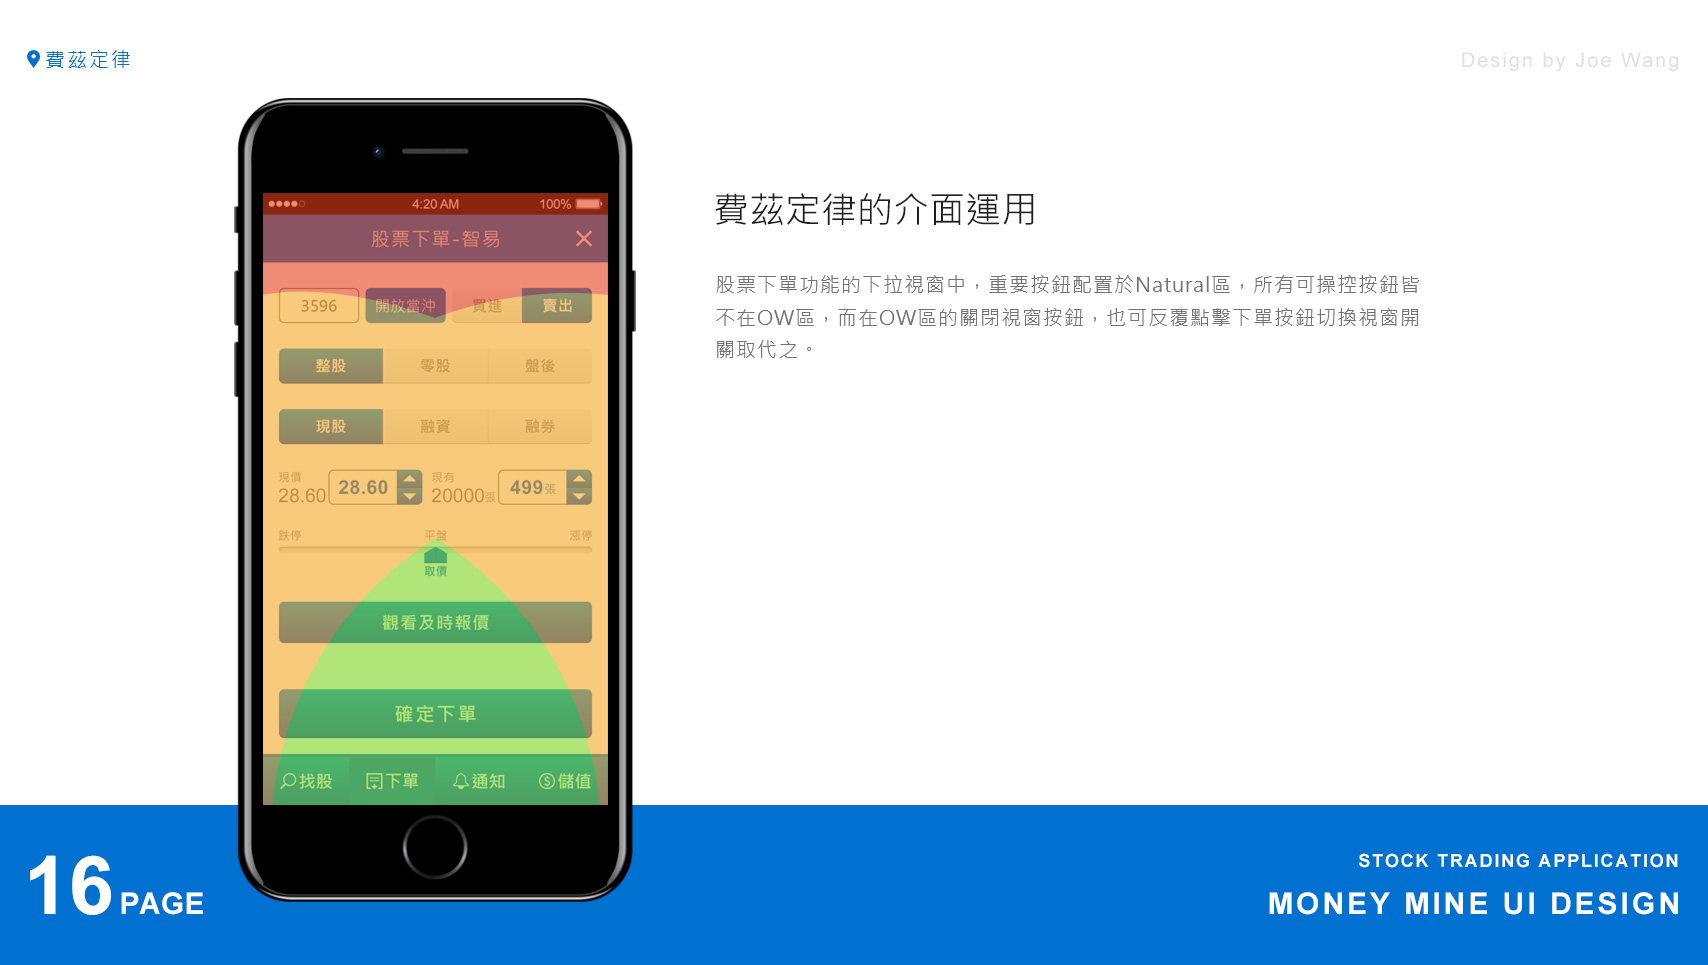 費茲定律
Design by Joe Wang
4:20 AM 100%
股票下單-智易
3596 開放當沖 買進 賣出
整股 零股 盤後
現股 融資 融券
現價 現有
28.60 28.60 20000張 499張
跌停 平盤 漲停
取價
觀看及時報價
確定下單
找股 下單 通知 儲值
費茲定律的介面運用
股票下單功能的下拉視窗中，重要按鈕配置於Natural區，所有可操控按鈕皆
不在OW區，而在OW區的關閉視窗按鈕，也可反覆點擊下單按鈕切換視窗開
關取代之。
16 PAGE
STOCK TRADING APPLICATION
MONEY MINE UI DESIGN